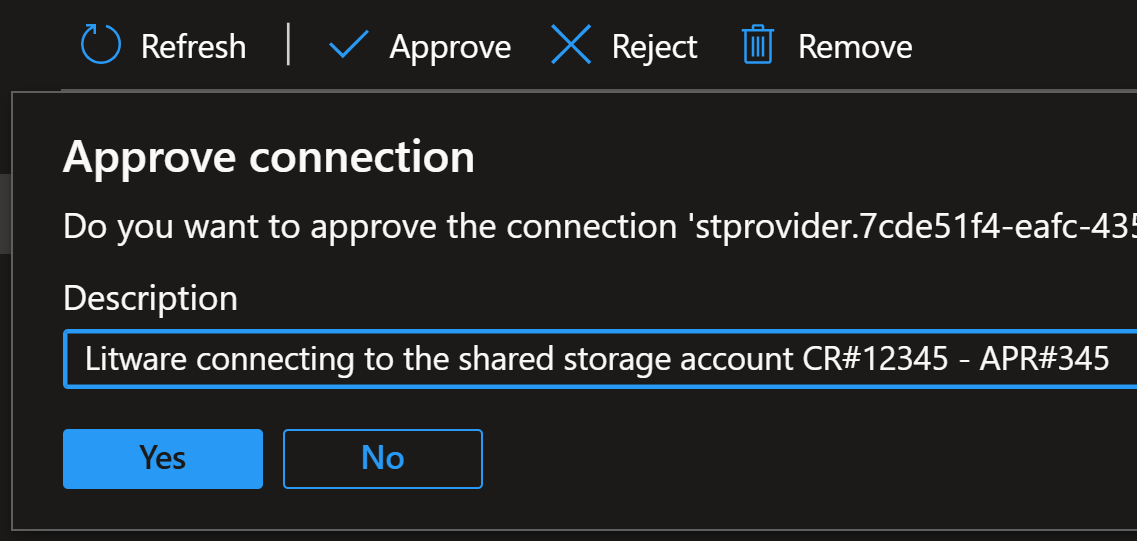 Refresh | Approve Reject Remove
Approve connection
Do you want to approve the connection 'stprovider.7cde51f4-eafc-435
Description
Litware connecting to the shared storage account CR#12345 - APR#345
Yes No